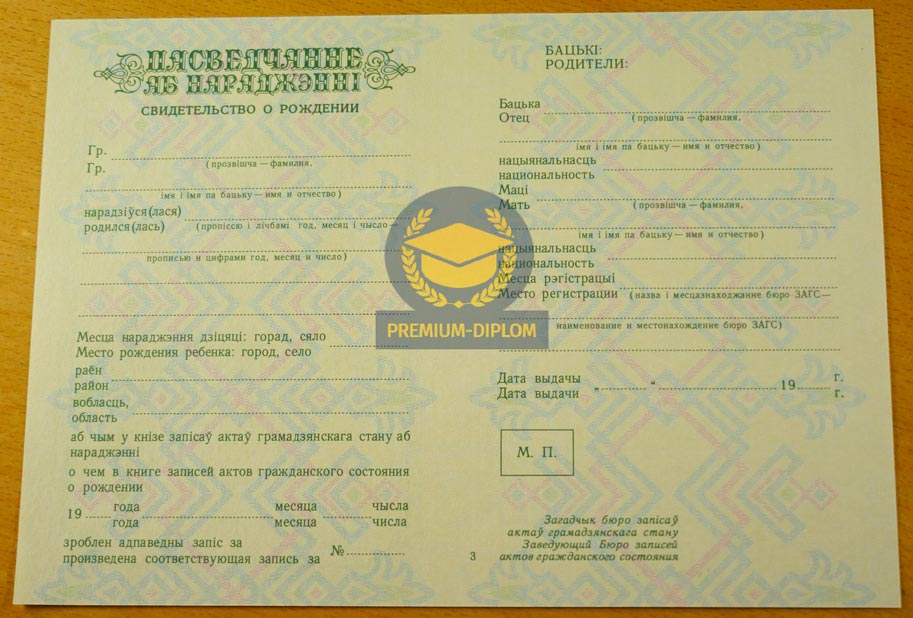 ПАСВЕДЧАННЕ
АБ НАРАДЖЭННІ
СВИДЕТЕЛЬСТВО О РОЖДЕНИИ
Гр.
Гр. (прозвішча — фамилия,
імя і імя па бацьку — имя и отчество)
нарадзіўся(лася)
родился(лась) (прописсю і лічбамі год, месяц і чысло —
прописью и цифрами год, месяц и число)
Месца нараджэння дзіцяці: горад, сяло
Место рождения ребенка: город, село
раён
район
вобласць,
область
аб чым у кнізе запісаў актаў грамадзянскага стану аб
нараджэнні
о чем в книге записей актов гражданского состояния
о рождении
19 года месяца чысла
года месяца числа
зроблен адпаведны запіс за
произведена соответствующая запись за №
БАЦЬКІ:
РОДИТЕЛИ:
Бацька
Отец (прозвішча — фамилия,
імя і імя па бацьку — имя и отчество)
нацыянальнасць
национальность
Маці
Мать (прозвішча — фамилия,
імя і імя па бацьку — имя и отчество)
нацыянальнасць
национальность
Месца рэгістрацыі
Место регистрации (назва і месцазнаходжанне бюро ЗАГС —
наименование и местонахождение бюро ЗАГС)
Дата выдачы
Дата выдачи „ “ 19 г.
г.
М. П.
Загадчык бюро запісаў
актаў грамадзянскага стану
Заведующий Бюро записей
актов гражданского состояния
3
PREMIUM-DIPLOM